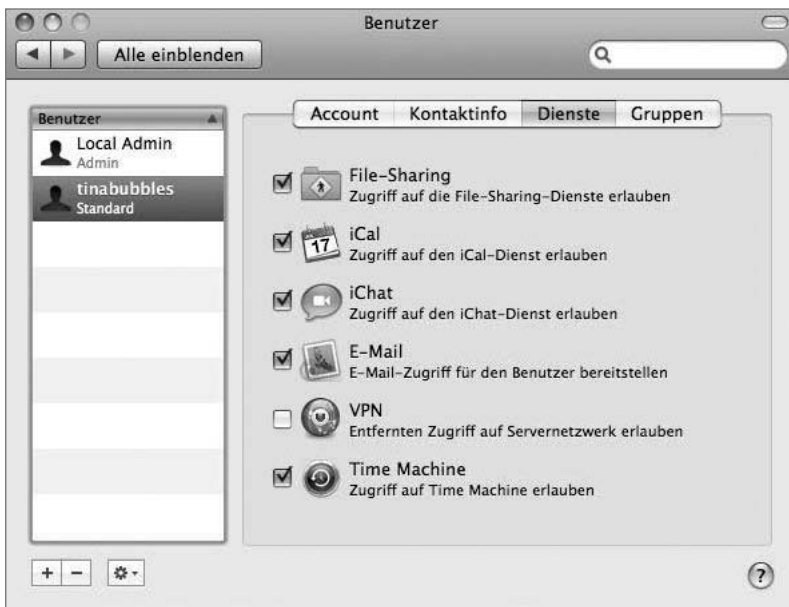 Benutzer
Alle einblenden
Benutzer
Local Admin
Admin
tinabubbles
Standard
Account Kontaktinfo Dienste Gruppen
File-Sharing
Zugriff auf die File-Sharing-Dienste erlauben
17
iCal
Zugriff auf den iCal-Dienst erlauben
iChat
Zugriff auf den iChat-Dienst erlauben
E-Mail
E-Mail-Zugriff für den Benutzer bereitstellen
VPN
Entfernten Zugriff auf Servernetzwerk erlauben
Time Machine
Zugriff auf Time Machine erlauben
+ −
?